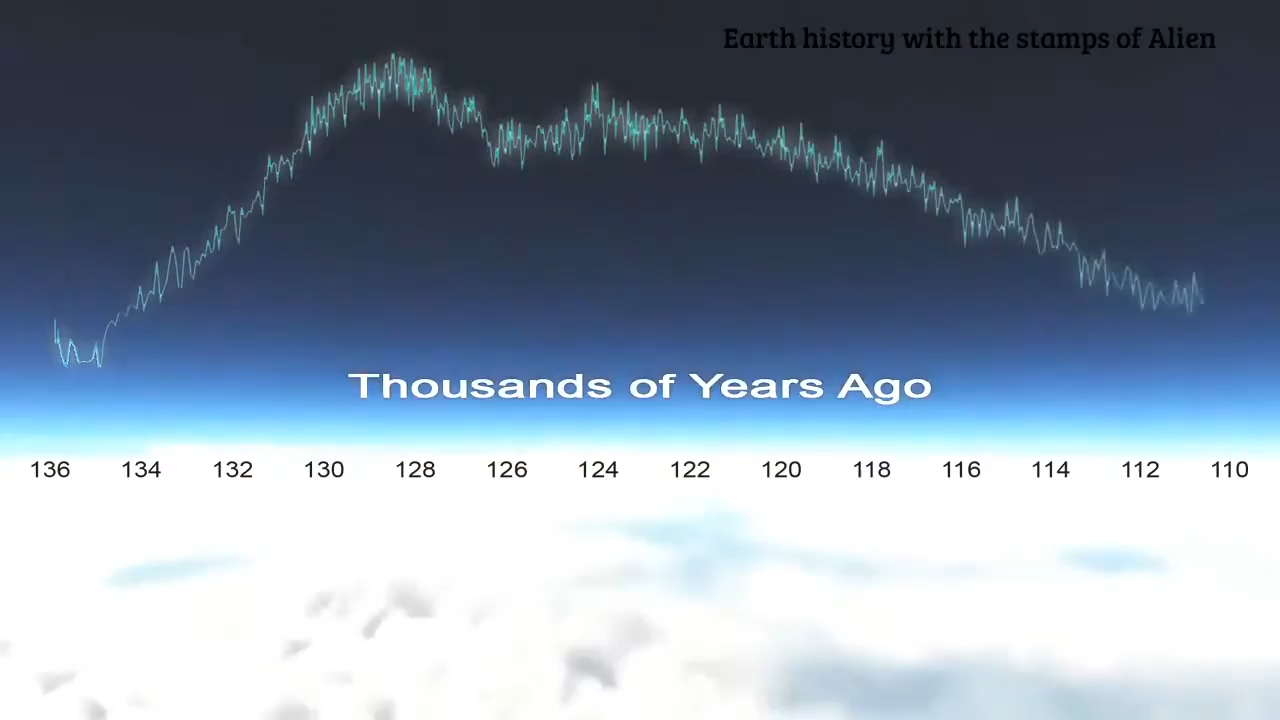 Earth history with the stamps of Alien
Thousands of Years Ago
136 134 132 130 128 126 124 122 120 118 116 114 112 110